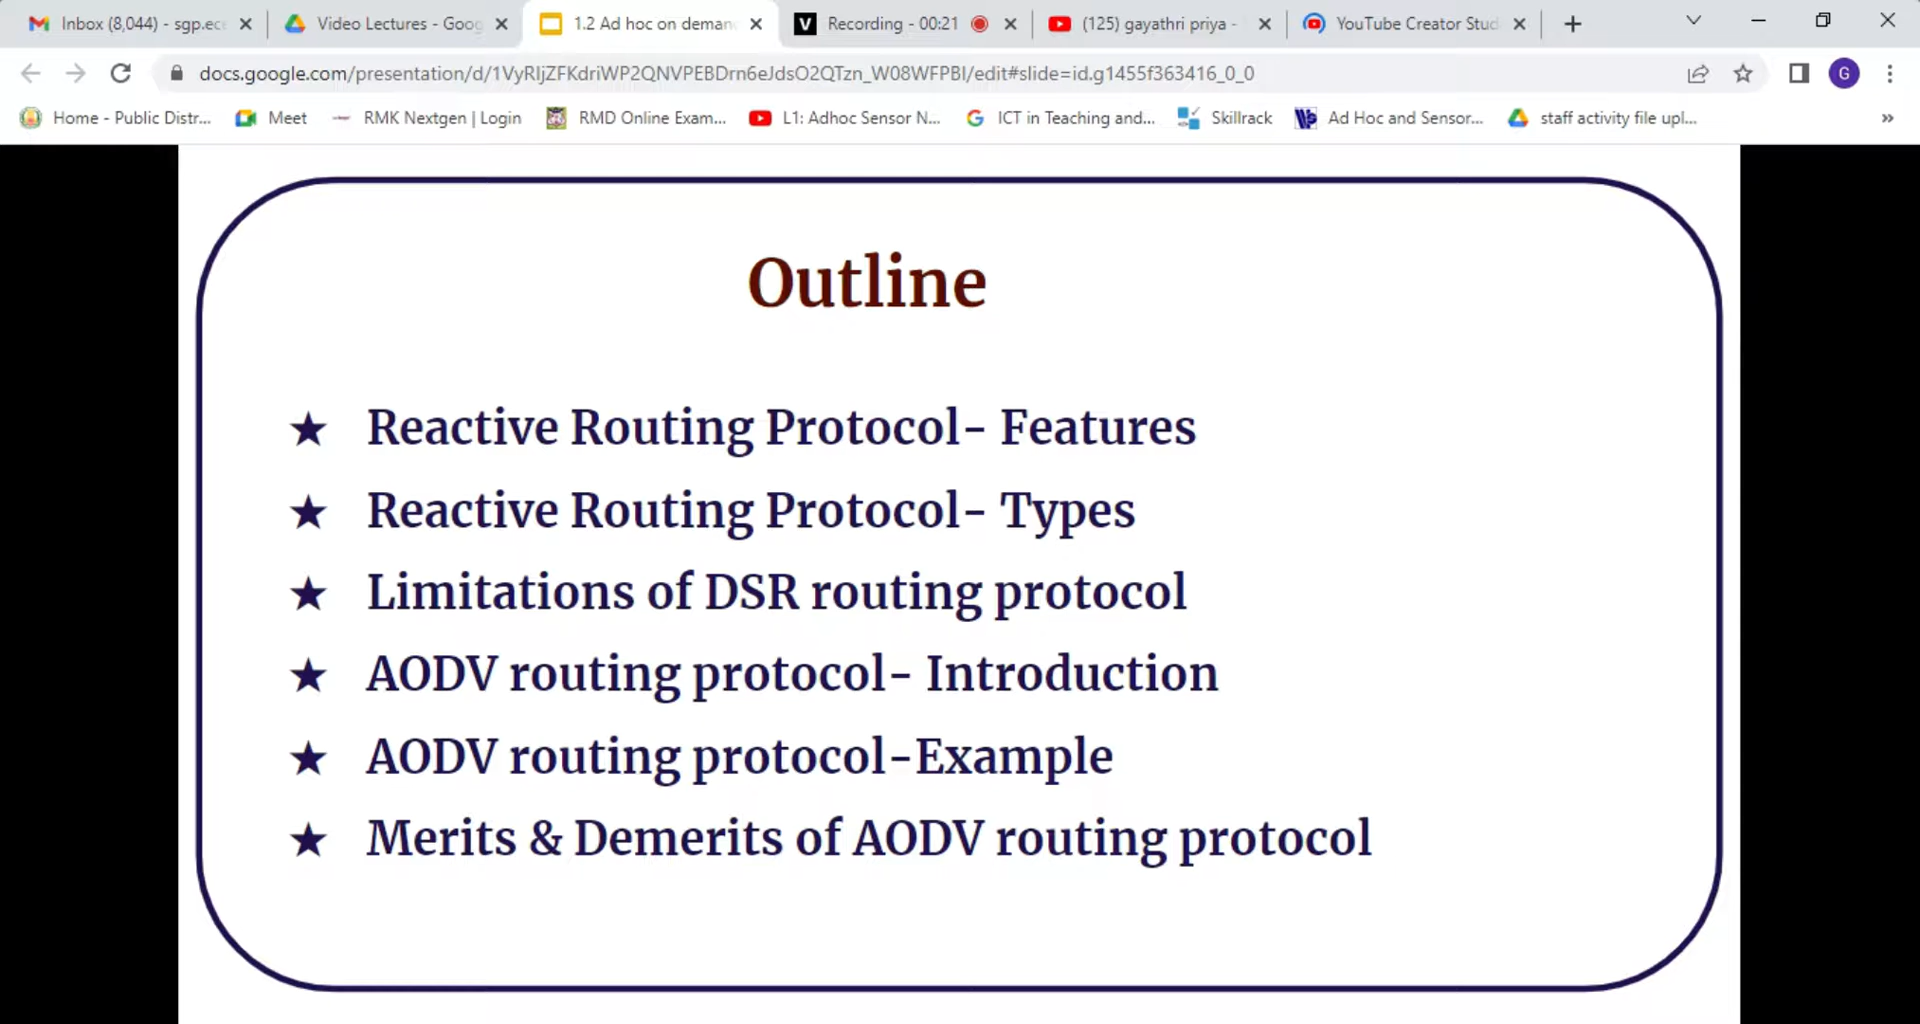 Inbox (8,044) - sgp.ece
Video Lectures - Goog
1.2 Ad hoc on deman
V Recording - 00:21
(125) gayathri priya -
YouTube Creator Stud
docs.google.com/presentation/d/1VyRIjZFKdriWP2QNVPEBDrn6eJdsO2QTzn_W08WFPBI/edit#slide=id.g1455f363416_0_0
G
Home - Public Distr...
Meet
RMK Nextgen | Login
RMD Online Exam...
L1: Adhoc Sensor N...
ICT in Teaching and...
Skillrack
Ad Hoc and Sensor...
staff activity file upl...
»
Outline
★ Reactive Routing Protocol- Features
★ Reactive Routing Protocol- Types
★ Limitations of DSR routing protocol
★ AODV routing protocol- Introduction
★ AODV routing protocol-Example
★ Merits & Demerits of AODV routing protocol